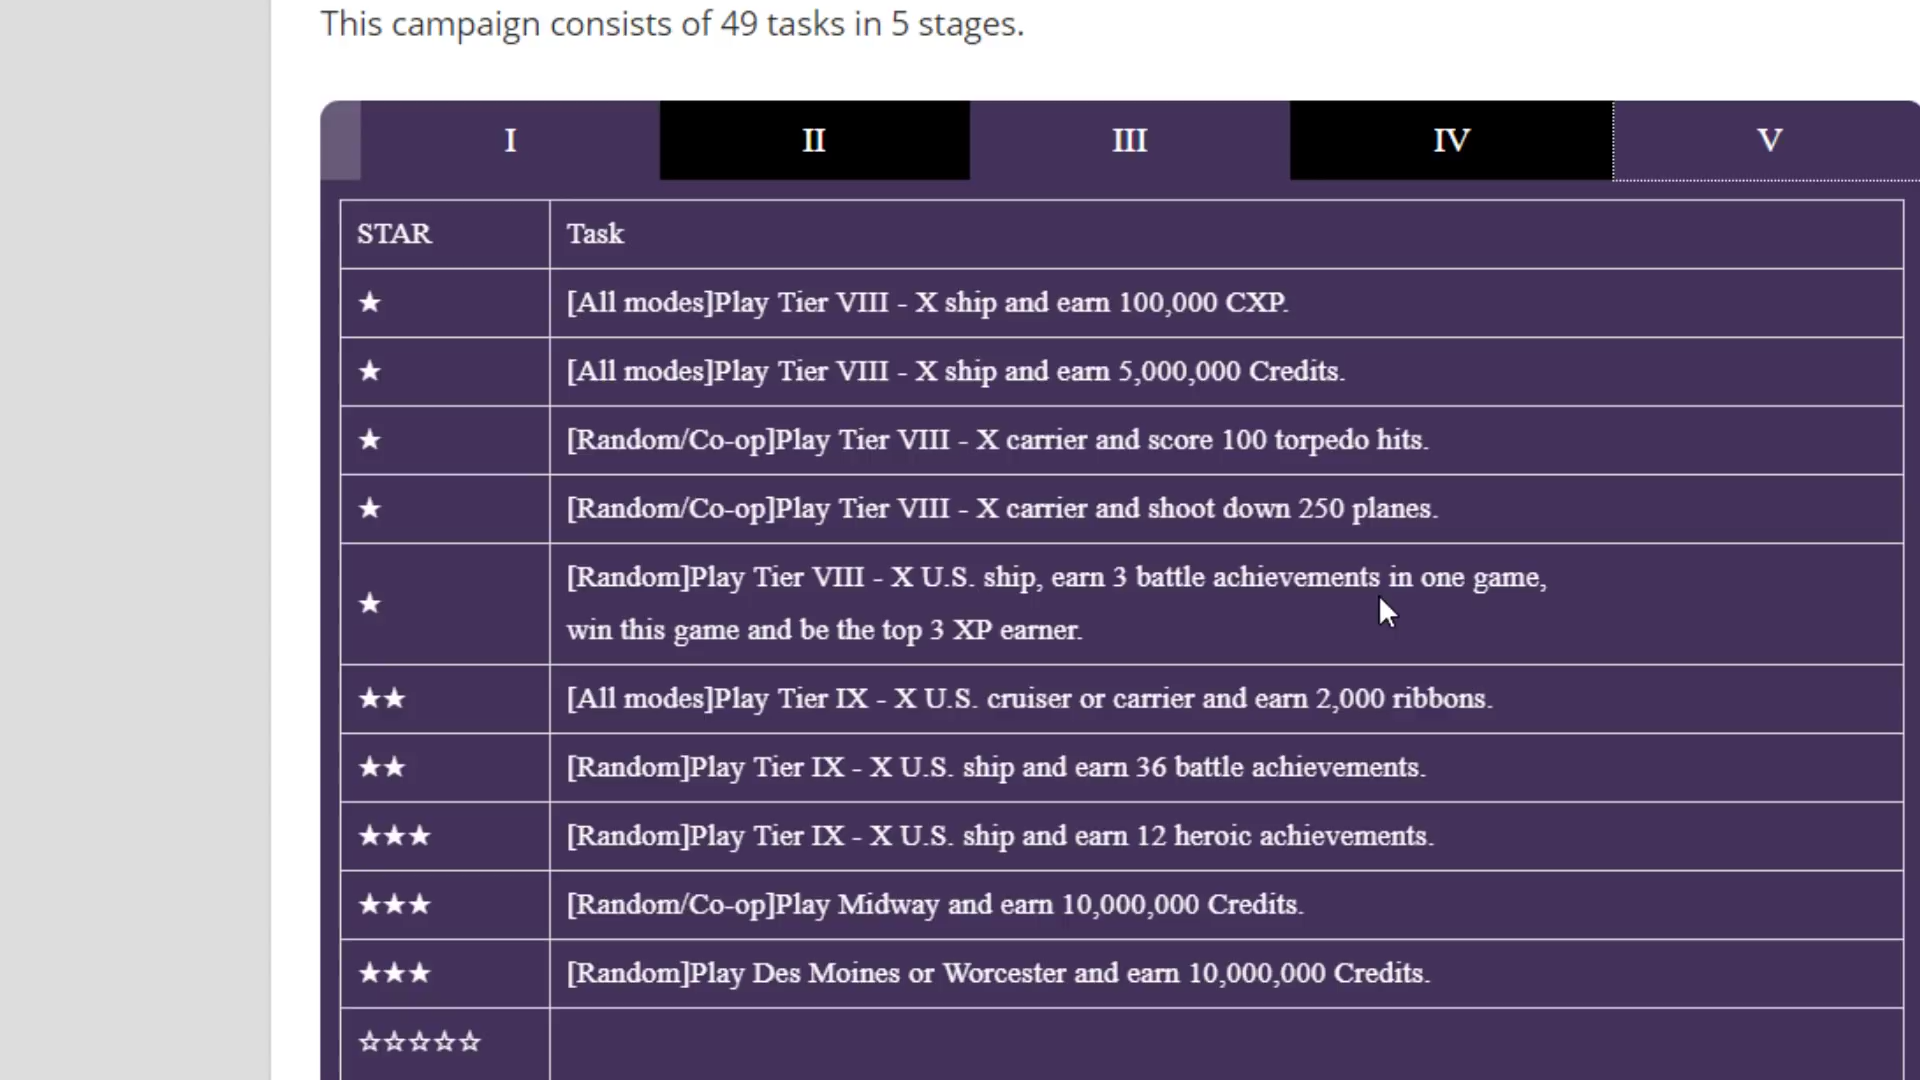 This campaign consists of 49 tasks in 5 stages.
I II III IV V
STAR Task
★ [All modes]Play Tier VIII - X ship and earn 100,000 CXP.
★ [All modes]Play Tier VIII - X ship and earn 5,000,000 Credits.
★ [Random/Co-op]Play Tier VIII - X carrier and score 100 torpedo hits.
★ [Random/Co-op]Play Tier VIII - X carrier and shoot down 250 planes.
★ [Random]Play Tier VIII - X U.S. ship, earn 3 battle achievements in one game,
win this game and be the top 3 XP earner.
★★ [All modes]Play Tier IX - X U.S. cruiser or carrier and earn 2,000 ribbons.
★★ [Random]Play Tier IX - X U.S. ship and earn 36 battle achievements.
★★★ [Random]Play Tier IX - X U.S. ship and earn 12 heroic achievements.
★★★ [Random/Co-op]Play Midway and earn 10,000,000 Credits.
★★★ [Random]Play Des Moines or Worcester and earn 10,000,000 Credits.
☆☆☆☆☆